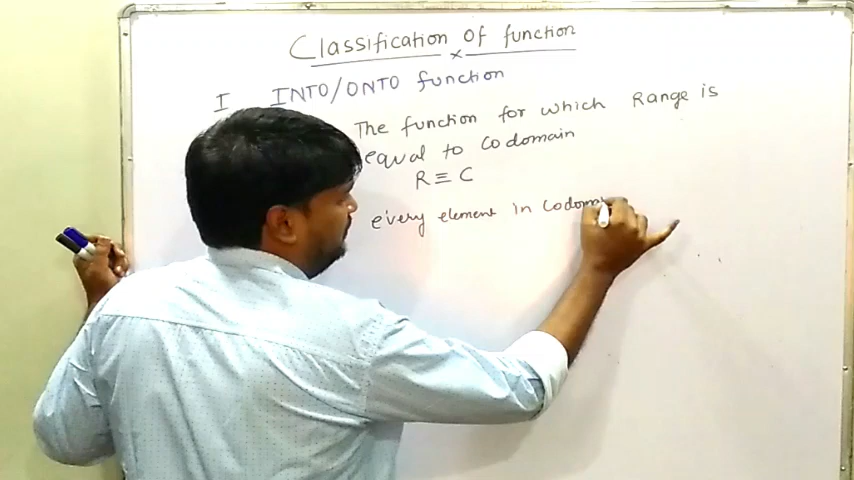 Classification of function
x
I INTO/ONTO function
The function for which Range is
equal to Codomain
R ≡ C
every element in